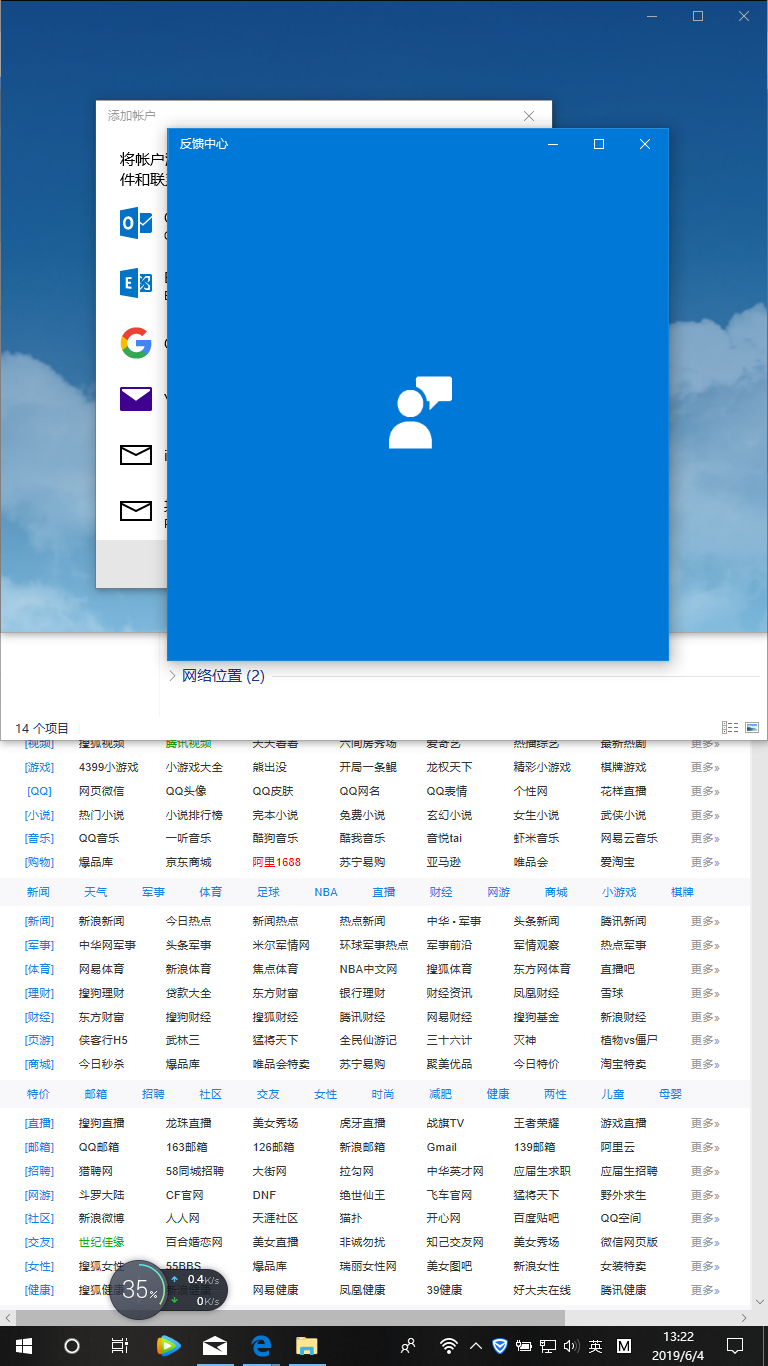 添加帐户
反馈中心
将帐户
件和联
网络位置 (2)
14 个项目
[视频] 搜狐视频 腾讯视频 天天看看 六间房秀场 爱奇艺 热播综艺 最新热剧 更多»
[游戏] 4399小游戏 小游戏大全 熊出没 开局一条鲲 龙权天下 精彩小游戏 棋牌游戏 更多»
[QQ] 网页微信 QQ头像 QQ皮肤 QQ网名 QQ表情 个性网 花样直播 更多»
[小说] 热门小说 小说排行榜 完本小说 免费小说 玄幻小说 女生小说 武侠小说 更多»
[音乐] QQ音乐 一听音乐 酷狗音乐 酷我音乐 音悦tai 虾米音乐 网易云音乐 更多»
[购物] 爆品库 京东商城 阿里1688 苏宁易购 亚马逊 唯品会 爱淘宝 更多»
新闻 天气 军事 体育 足球 NBA 直播 财经 网游 商城 小游戏 棋牌
[新闻] 新浪新闻 今日热点 新闻热点 热点新闻 中华·军事 头条新闻 腾讯新闻 更多»
[军事] 中华网军事 头条军事 米尔军情网 环球军事热点 军事前沿 军情观察 热点军事 更多»
[体育] 网易体育 新浪体育 焦点体育 NBA中文网 搜狐体育 东方网体育 直播吧 更多»
[理财] 搜狗理财 贷款大全 东方财富 银行理财 财经资讯 凤凰财经 雪球 更多»
[财经] 东方财富 搜狗财经 搜狐财经 腾讯财经 网易财经 搜狗基金 新浪财经 更多»
[页游] 侠客行H5 武林三 猛将天下 全民仙游记 三十六计 灭神 植物vs僵尸 更多»
[商城] 今日秒杀 爆品库 唯品会特卖 苏宁易购 聚美优品 今日特价 淘宝特卖 更多»
特价 邮箱 招聘 社区 交友 女性 时尚 减肥 健康 两性 儿童 母婴
[直播] 搜狗直播 龙珠直播 美女秀场 虎牙直播 战旗TV 王者荣耀 游戏直播 更多»
[邮箱] QQ邮箱 163邮箱 126邮箱 新浪邮箱 Gmail 139邮箱 阿里云 更多»
[招聘] 猎聘网 58同城招聘 大街网 拉勾网 中华英才网 应届生求职 应届生招聘 更多»
[网游] 斗罗大陆 CF官网 DNF 绝世仙王 飞车官网 猛将天下 野外求生 更多»
[社区] 新浪微博 人人网 天涯社区 猫扑 开心网 百度贴吧 QQ空间 更多»
[交友] 世纪佳缘 百合婚恋网 美女直播 非诚勿扰 知己交友网 美女秀场 微信网页版 更多»
[女性] 搜狐女性 55BBS 爆品库 瑞丽女性网 美女图吧 新浪女性 女装特卖 更多»
[健康] 搜狐健康 新浪健康 网易健康 凤凰健康 39健康 好大夫在线 腾讯健康 更多»
35%
0.4K/s
0K/s
英 M
13:22
2019/6/4